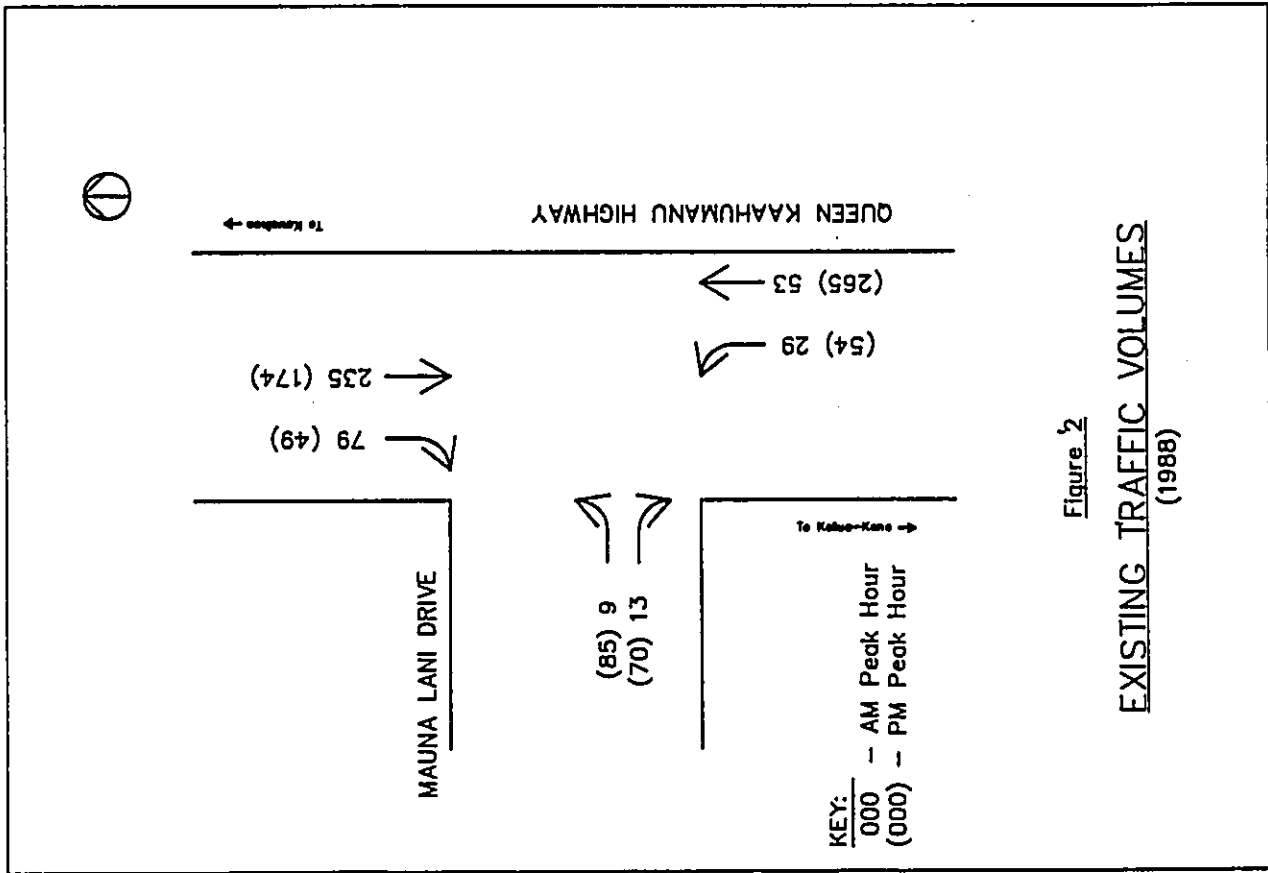 To Kawaihae →
QUEEN KAAHUMANU HIGHWAY
235 (174)
79 (49)
(265) 53
(54) 29
MAUNA LANI DRIVE
(85) 9
(70) 13
To Kailua-Kona →
KEY:
000 – AM Peak Hour
(000) – PM Peak Hour
Figure 2
EXISTING TRAFFIC VOLUMES
(1988)